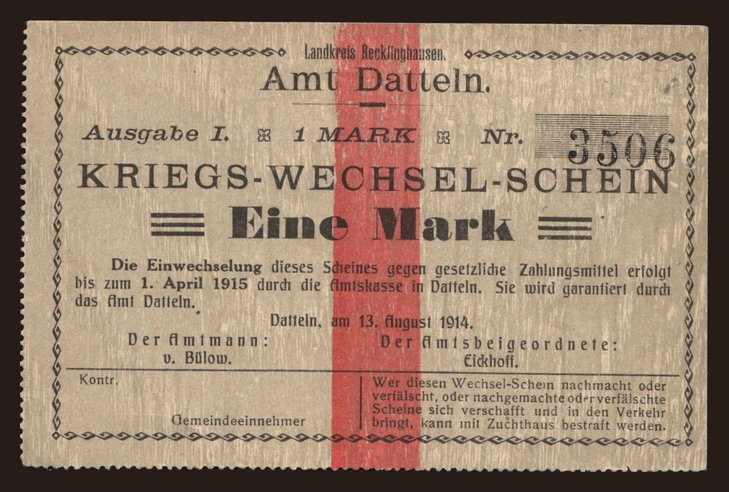 Landkreis Recklinghausen.
Amt Datteln.
Ausgabe I. 1 MARK Nr. 3506
KRIEGS-WECHSEL-SCHEIN
Eine Mark
Die Einwechselung dieses Scheines gegen gesetzliche Zahlungsmittel erfolgt
bis zum 1. April 1915 durch die Amtskasse in Datteln. Sie wird garantiert durch
das Amt Datteln.
Datteln, am 13. August 1914.
Der Amtmann: Der Amtsbeigeordnete:
v. Bülow. Eickhoff.
Kontr.
Gemeindeeinnehmer
Wer diesen Wechsel-Schein nachmacht oder
verfälscht, oder nachgemachte oder verfälschte
Scheine sich verschafft und in den Verkehr
bringt, kann mit Zuchthaus bestraft werden.